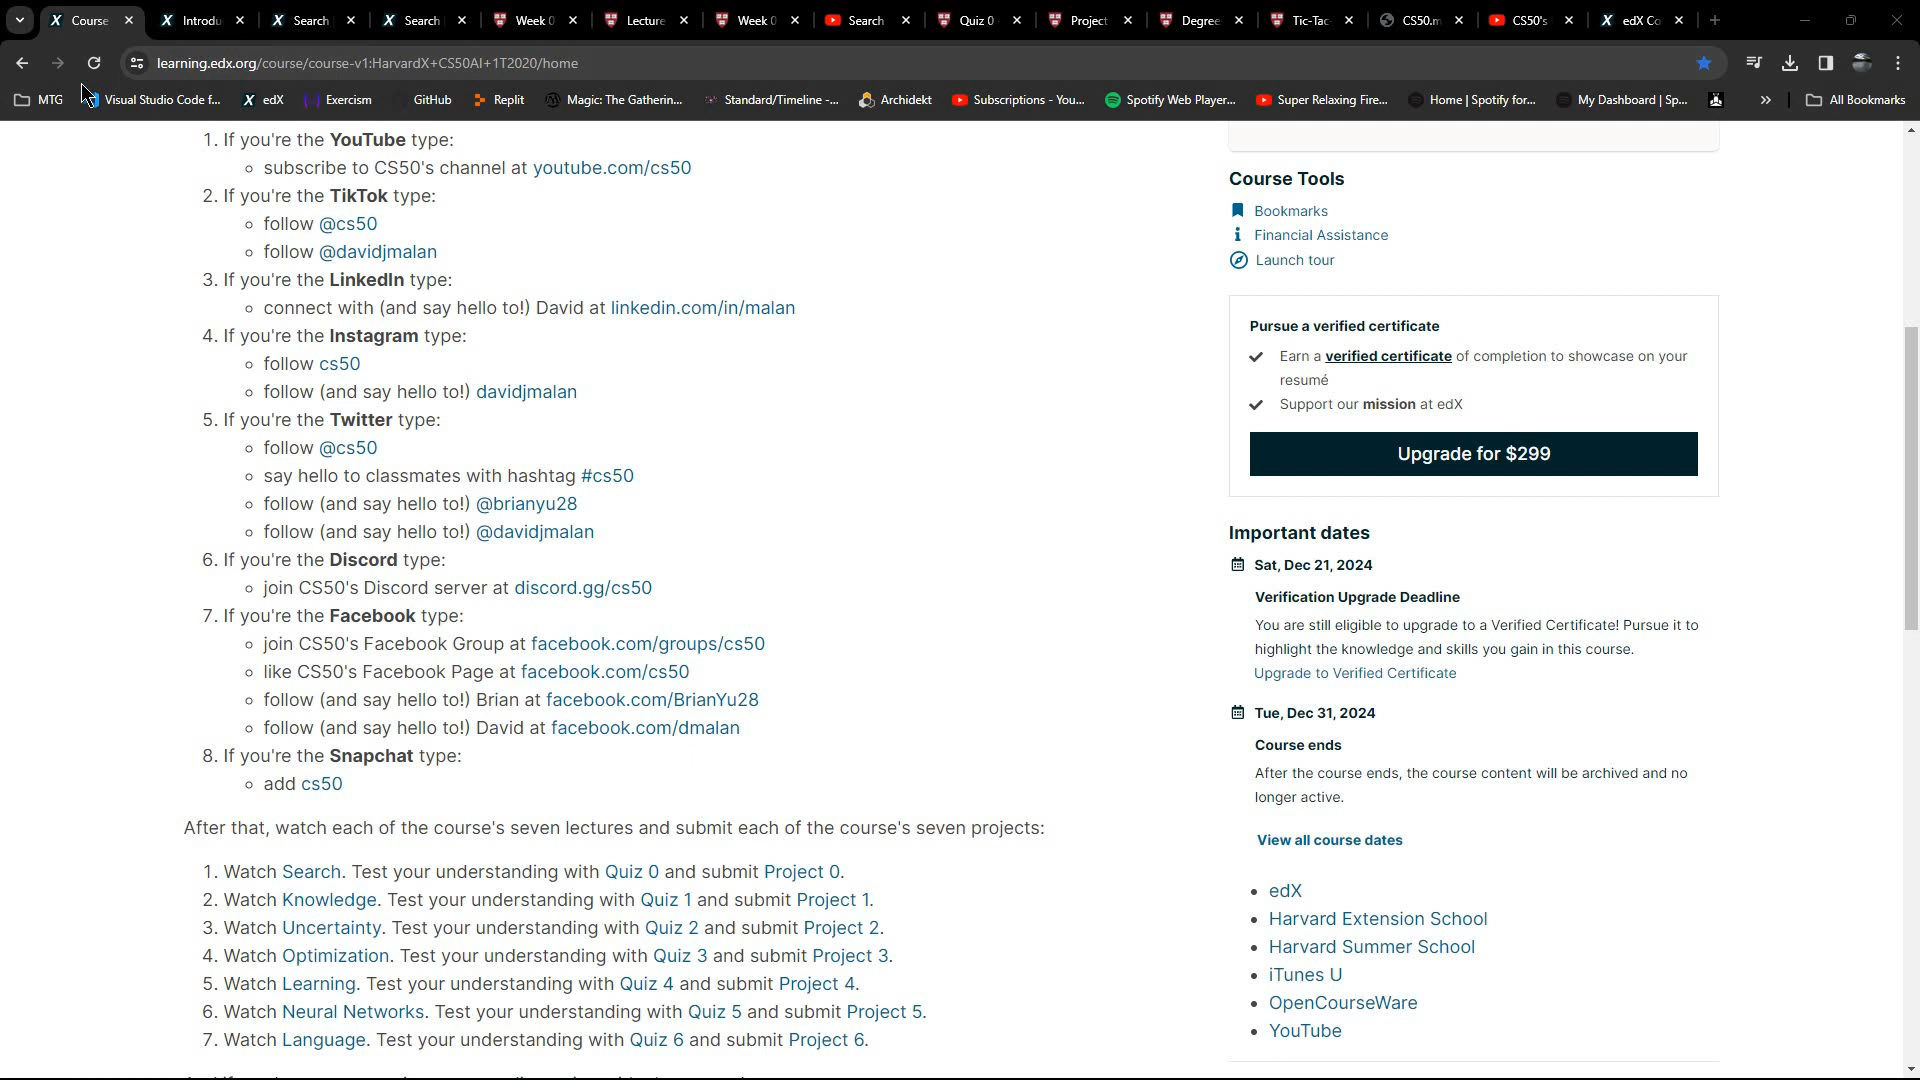 Course
Introdu
Search
Search
Week 0
Lecture
Week 0
Search
Quiz 0
Project
Degree
Tic-Tac
CS50.m
CS50's
edX Co
learning.edx.org/course/course-v1:HarvardX+CS50AI+1T2020/home
MTG
Visual Studio Code f...
edX
Exercism
GitHub
Replit
Magic: The Gatherin...
Standard/Timeline -...
Archidekt
Subscriptions - You...
Spotify Web Player...
Super Relaxing Fire...
Home | Spotify for...
My Dashboard | Sp...
All Bookmarks
1. If you're the YouTube type:
subscribe to CS50's channel at youtube.com/cs50
2. If you're the TikTok type:
follow @cs50
follow @davidjmalan
3. If you're the LinkedIn type:
connect with (and say hello to!) David at linkedin.com/in/malan
4. If you're the Instagram type:
follow cs50
follow (and say hello to!) davidjmalan
5. If you're the Twitter type:
follow @cs50
say hello to classmates with hashtag #cs50
follow (and say hello to!) @brianyu28
follow (and say hello to!) @davidjmalan
6. If you're the Discord type:
join CS50's Discord server at discord.gg/cs50
7. If you're the Facebook type:
join CS50's Facebook Group at facebook.com/groups/cs50
like CS50's Facebook Page at facebook.com/cs50
follow (and say hello to!) Brian at facebook.com/BrianYu28
follow (and say hello to!) David at facebook.com/dmalan
8. If you're the Snapchat type:
add cs50
After that, watch each of the course's seven lectures and submit each of the course's seven projects:
1. Watch Search. Test your understanding with Quiz 0 and submit Project 0.
2. Watch Knowledge. Test your understanding with Quiz 1 and submit Project 1.
3. Watch Uncertainty. Test your understanding with Quiz 2 and submit Project 2.
4. Watch Optimization. Test your understanding with Quiz 3 and submit Project 3.
5. Watch Learning. Test your understanding with Quiz 4 and submit Project 4.
6. Watch Neural Networks. Test your understanding with Quiz 5 and submit Project 5.
7. Watch Language. Test your understanding with Quiz 6 and submit Project 6.
Course Tools
Bookmarks
Financial Assistance
Launch tour
Pursue a verified certificate
Earn a verified certificate of completion to showcase on your
resumé
Support our mission at edX
Upgrade for $299
Important dates
Sat, Dec 21, 2024
Verification Upgrade Deadline
You are still eligible to upgrade to a Verified Certificate! Pursue it to
highlight the knowledge and skills you gain in this course.
Upgrade to Verified Certificate
Tue, Dec 31, 2024
Course ends
After the course ends, the course content will be archived and no
longer active.
View all course dates
edX
Harvard Extension School
Harvard Summer School
iTunes U
OpenCourseWare
YouTube